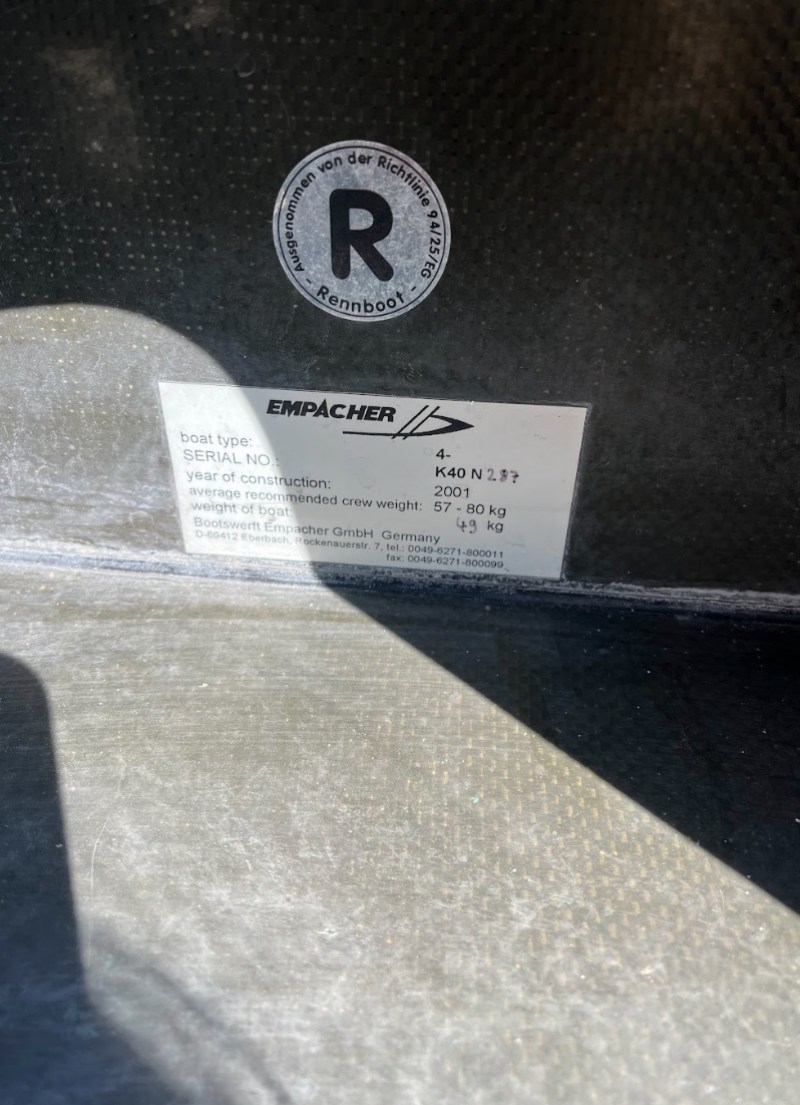 Ausgenommen von der Richtlinie 94/25/EG
R
- Rennboot -
EMPACHER
boat type: 4-
SERIAL NO.: K40 N 287
year of construction: 2001
average recommended crew weight: 57 - 80 kg
weight of boat: 49 kg
Bootswerft Empacher GmbH Germany
D-69412 Eberbach, Rockenauerstr. 7, tel.: 0049-6271-800011
fax: 0049-6271-800099